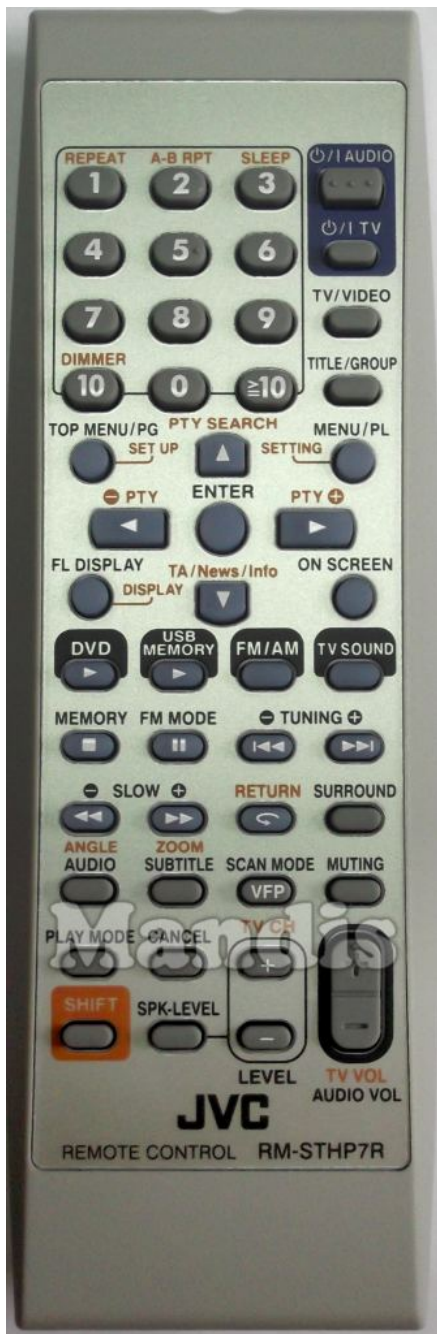 REPEAT A-B RPT SLEEP ⏻/I AUDIO
1 2 3
⏻/I TV
4 5 6
TV/VIDEO
7 8 9
TITLE/GROUP
DIMMER
10 0 ≧10
TOP MENU/PG PTY SEARCH MENU/PL
SET UP SETTING
- PTY ENTER PTY +
FL DISPLAY TA/News/Info ON SCREEN
DISPLAY
DVD USB MEMORY FM/AM TV SOUND
MEMORY FM MODE - TUNING +
- SLOW + RETURN SURROUND
ANGLE ZOOM
AUDIO SUBTITLE SCAN MODE MUTING
VFP
Mandis
PLAY MODE CANCEL TV CH
+ +
SHIFT SPK-LEVEL
- -
LEVEL TV VOL
AUDIO VOL
JVC
REMOTE CONTROL RM-STHP7R